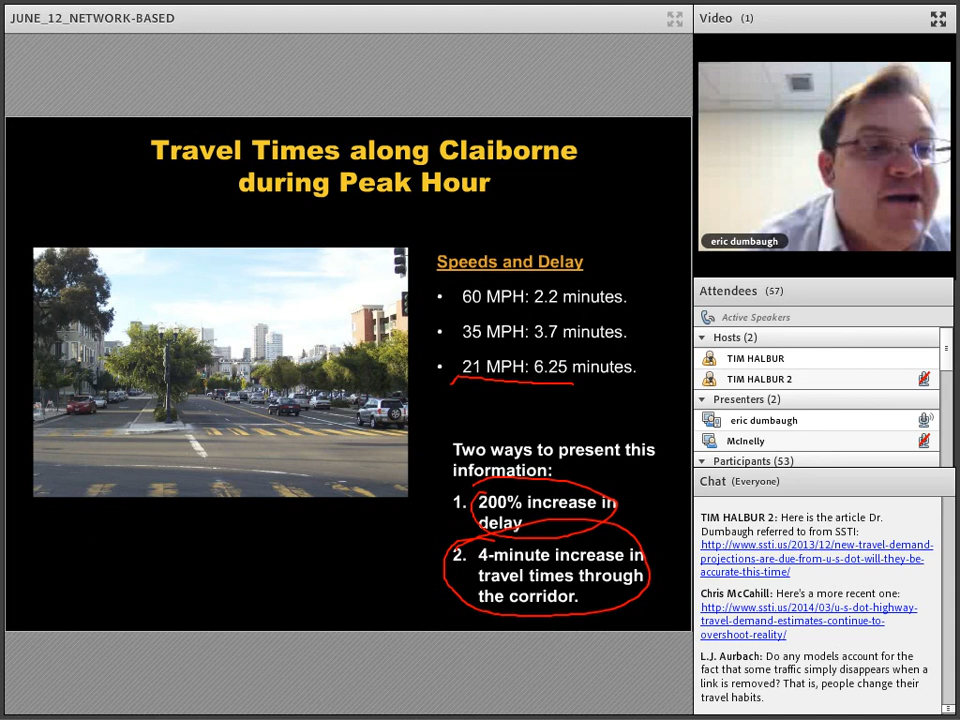 JUNE_12_NETWORK-BASED
Travel Times along Claiborne
during Peak Hour
Speeds and Delay
• 60 MPH: 2.2 minutes.
• 35 MPH: 3.7 minutes.
• 21 MPH: 6.25 minutes.
Two ways to present this
information:
1. 200% increase in
delay
2. 4-minute increase in
travel times through
the corridor.
Video (1)
eric dumbaugh
Attendees (57)
Active Speakers
Hosts (2)
TIM HALBUR
TIM HALBUR 2
Presenters (2)
eric dumbaugh
McInelly
Participants (53)
Chat (Everyone)
TIM HALBUR 2: Here is the article Dr.
Dumbaugh referred to from SSTI:
http://www.ssti.us/2013/12/new-travel-demand-
projections-are-due-from-u-s-dot-will-they-be-
accurate-this-time/
Chris McCahill: Here's a more recent one:
http://www.ssti.us/2014/03/u-s-dot-highway-
travel-demand-estimates-continue-to-
overshoot-reality/
L.J. Aurbach: Do any models account for the
fact that some traffic simply disappears when a
link is removed? That is, people change their
travel habits.